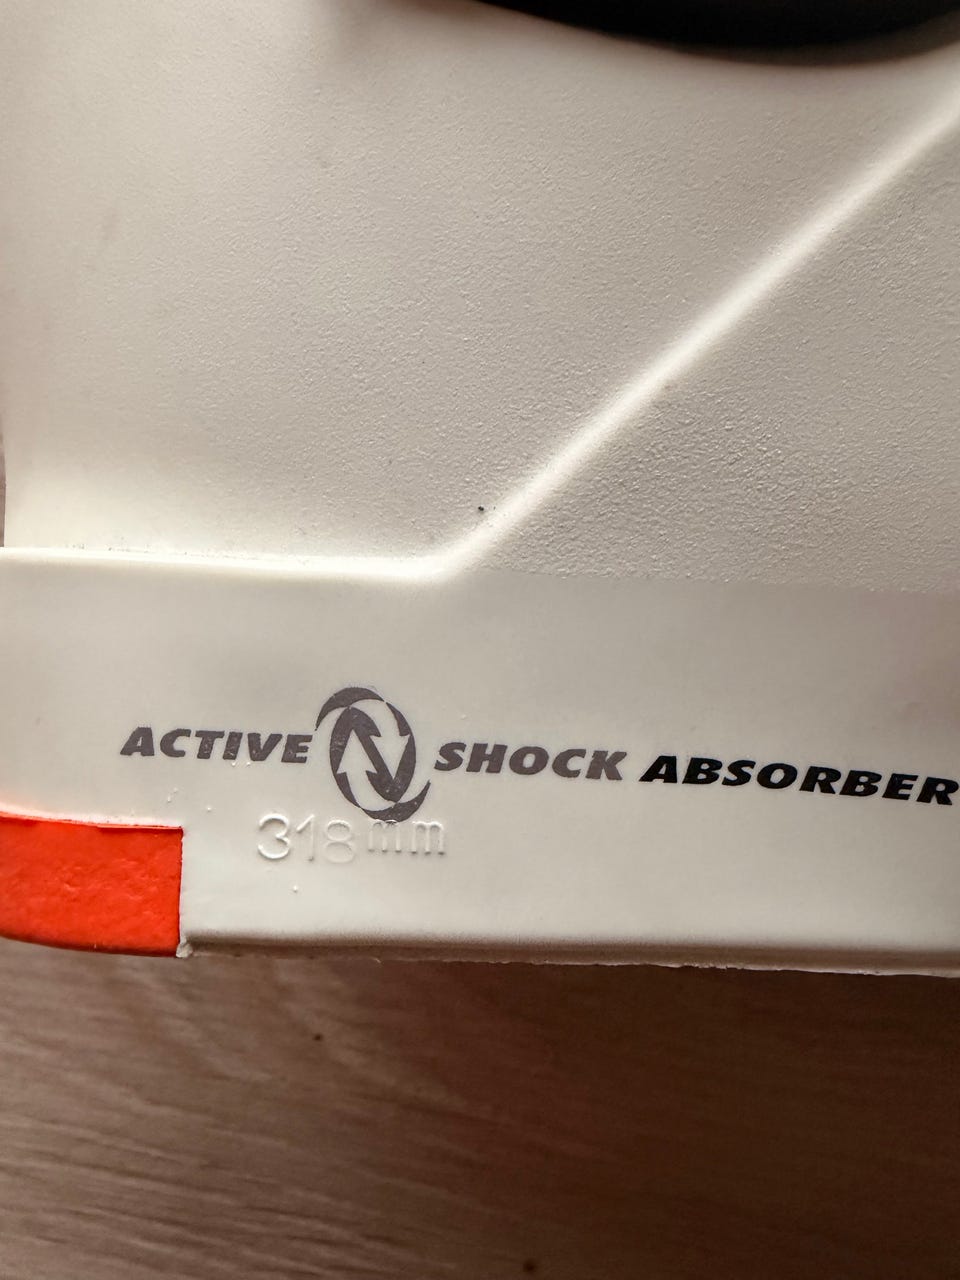 ACTIVE SHOCK ABSORBER
318mm